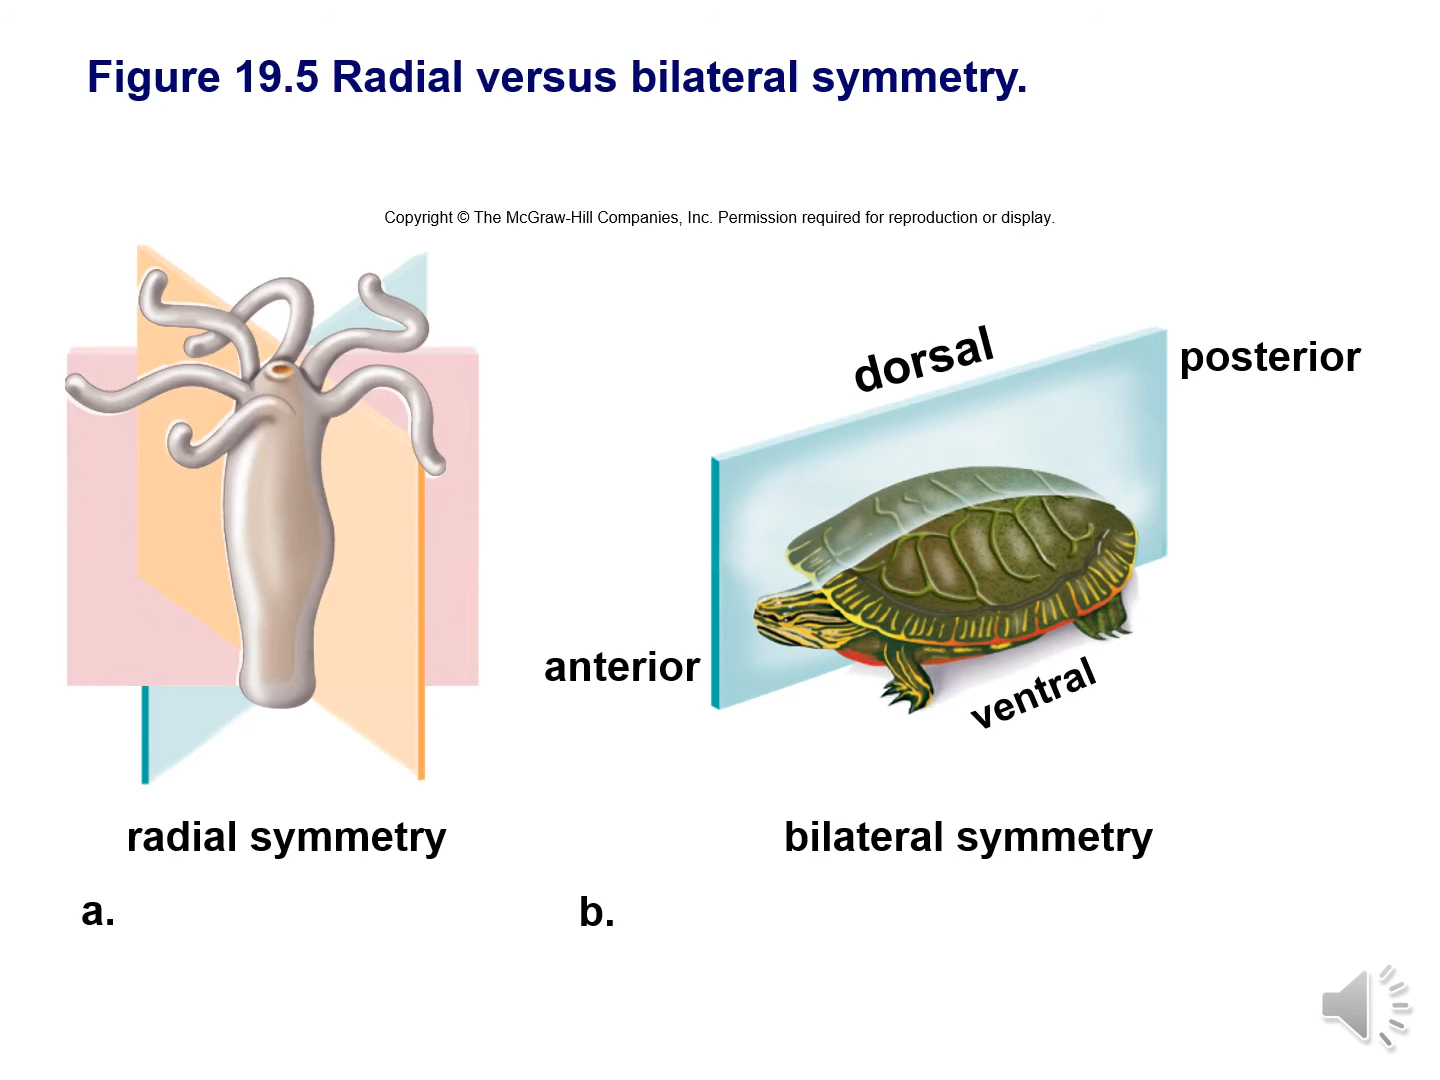 Figure 19.5 Radial versus bilateral symmetry.
Copyright © The McGraw-Hill Companies, Inc. Permission required for reproduction or display.
dorsal
posterior
anterior
ventral
radial symmetry
bilateral symmetry
a.
b.